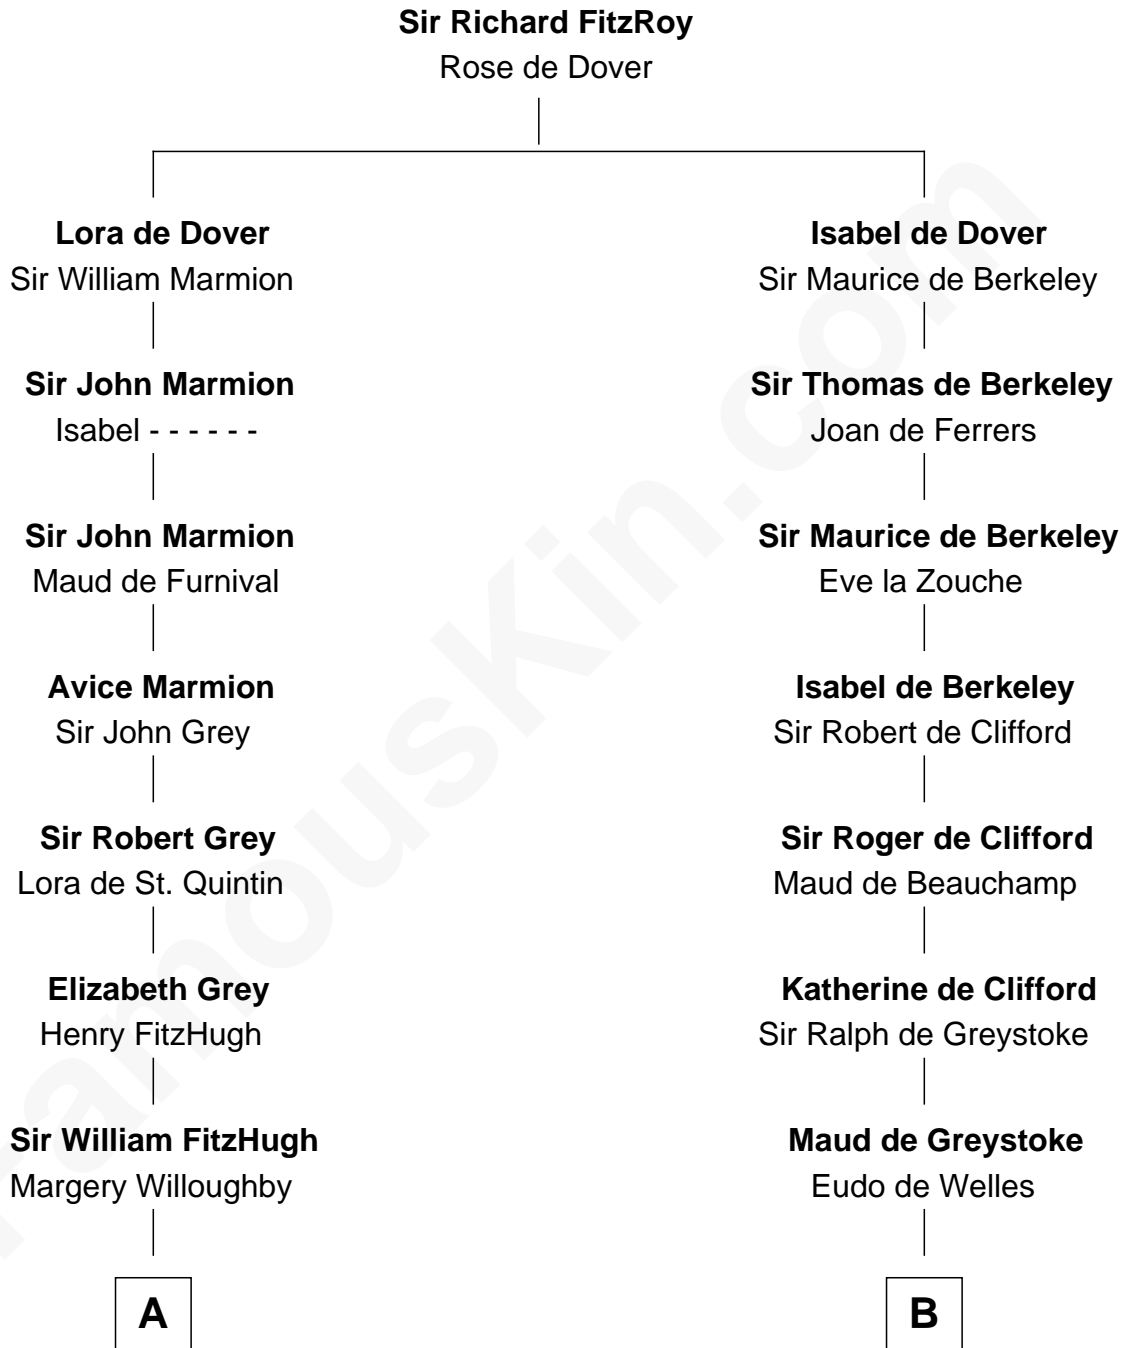 Sir Richard FitzRoy
Rose de Dover
Lora de Dover
Sir William Marmion
Isabel de Dover
Sir Maurice de Berkeley
Sir John Marmion
Isabel - - - - - -
Sir Thomas de Berkeley
Joan de Ferrers
Sir John Marmion
Maud de Furnival
Sir Maurice de Berkeley
Eve la Zouche
Avice Marmion
Sir John Grey
Isabel de Berkeley
Sir Robert de Clifford
Sir Robert Grey
Lora de St. Quintin
Sir Roger de Clifford
Maud de Beauchamp
Elizabeth Grey
Henry FitzHugh
Katherine de Clifford
Sir Ralph de Greystoke
Sir William FitzHugh
Margery Willoughby
Maud de Greystoke
Eudo de Welles
A
B
FamousKin.com